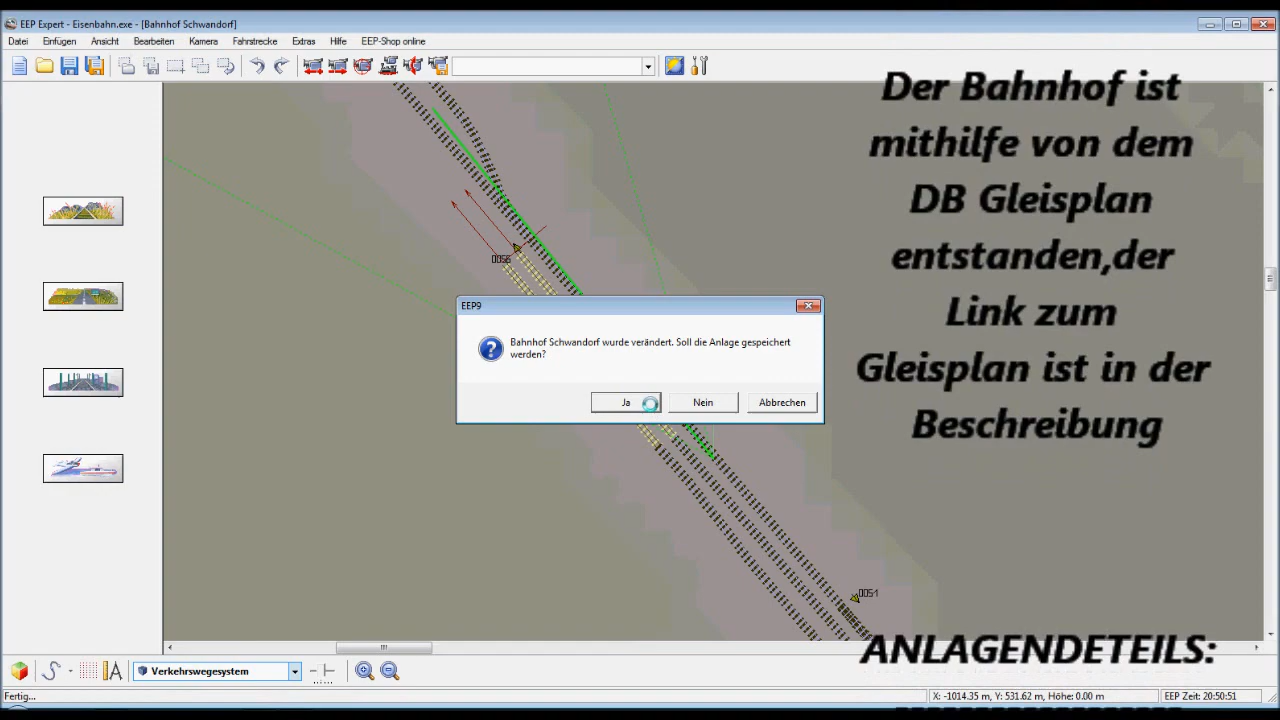 EEP Expert - Eisenbahn.exe - [Bahnhof Schwandorf]
Datei Einfügen Ansicht Bearbeiten Kamera Fahrstrecke Extras Hilfe EEP-Shop online
Der Bahnhof ist
mithilfe von dem
DB Gleisplan
entstanden,der
Link zum
Gleisplan ist in der
Beschreibung
0056
EEP9
Bahnhof Schwandorf wurde verändert. Soll die Anlage gespeichert
werden?
Ja Nein Abbrechen
0051
ANLAGENDETEILS:
Verkehrswegesystem
Fertig... X: -1014.35 m, Y: 531.62 m, Höhe: 0.00 m EEP Zeit: 20:50:51